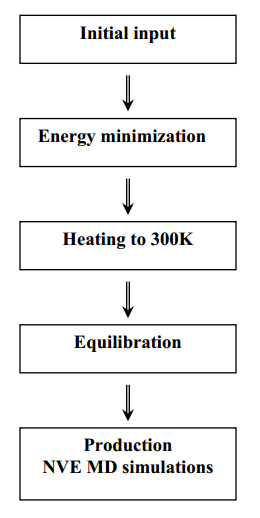 Initial input
Energy minimization
Heating to 300K
Equilibration
Production
NVE MD simulations